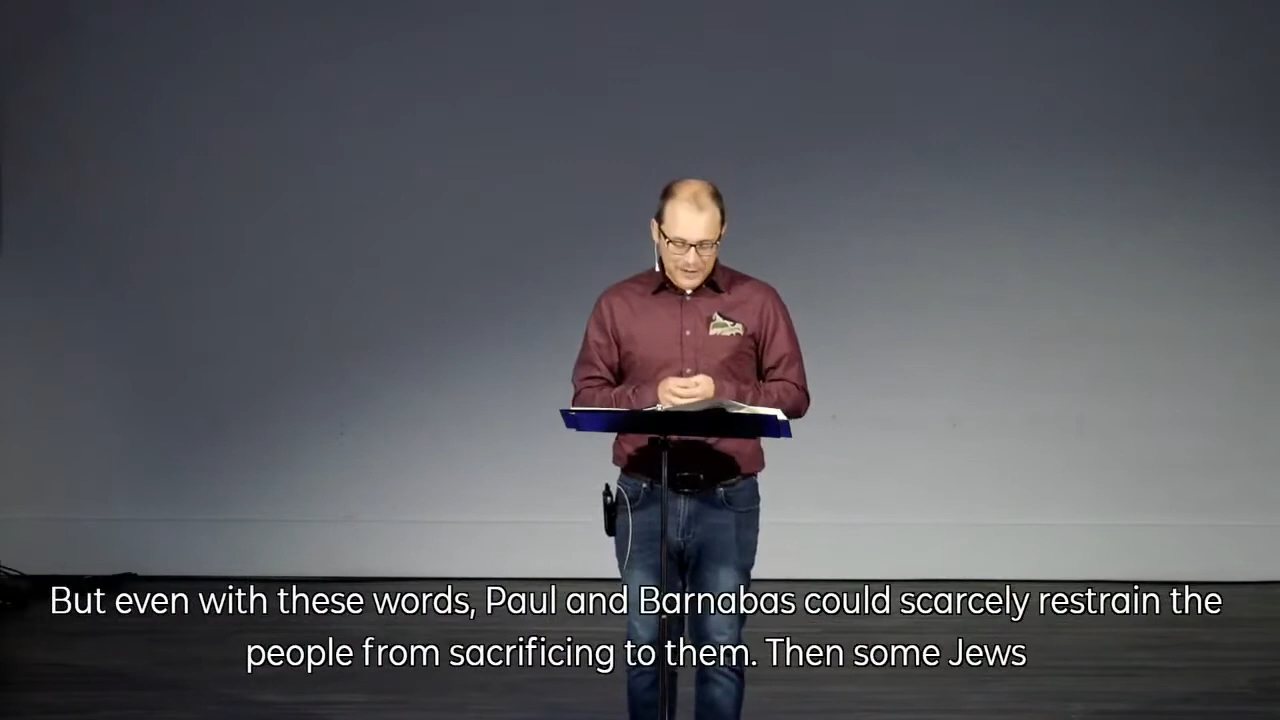 But even with these words, Paul and Barnabas could scarcely restrain the
people from sacrificing to them. Then some Jews